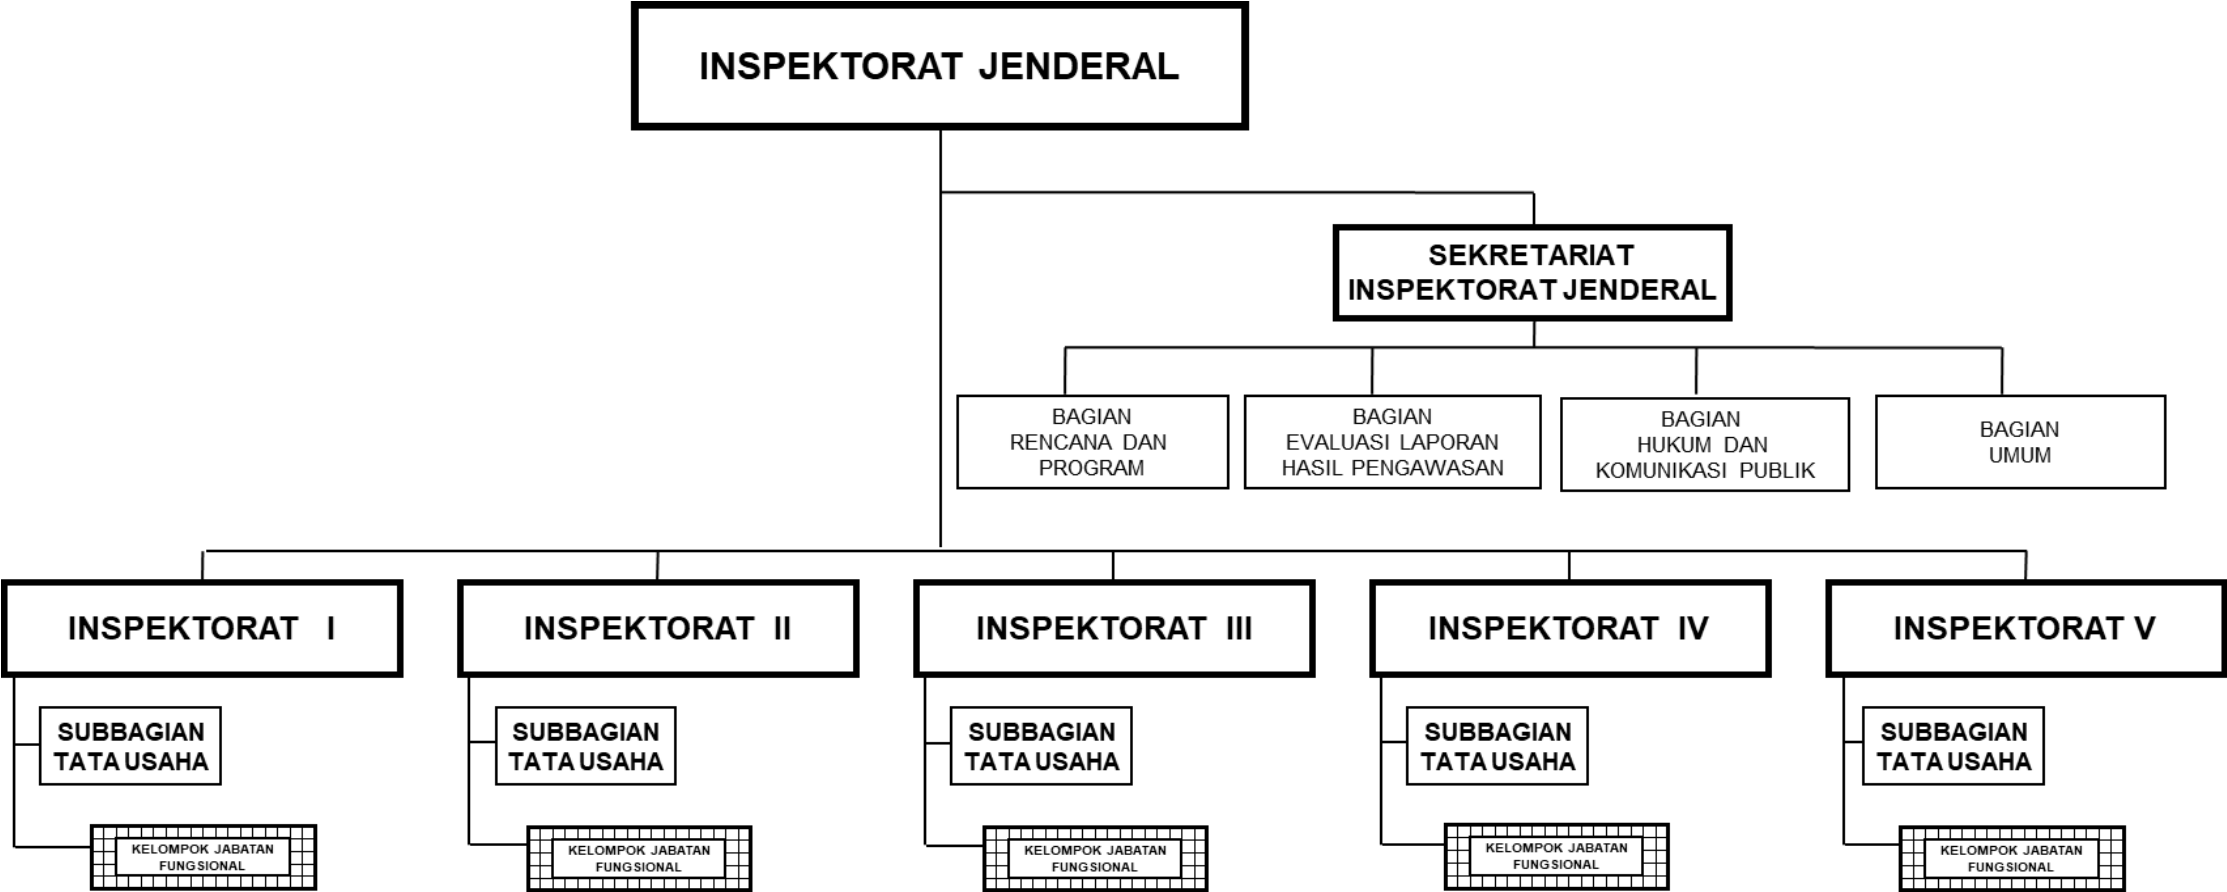 INSPEKTORAT JENDERAL
SEKRETARIAT
INSPEKTORAT JENDERAL
BAGIAN
RENCANA DAN
PROGRAM
BAGIAN
EVALUASI LAPORAN
HASIL PENGAWASAN
BAGIAN
HUKUM DAN
KOMUNIKASI PUBLIK
BAGIAN
UMUM
INSPEKTORAT I
INSPEKTORAT II
INSPEKTORAT III
INSPEKTORAT IV
INSPEKTORAT V
SUBBAGIAN
TATA USAHA
SUBBAGIAN
TATA USAHA
SUBBAGIAN
TATA USAHA
SUBBAGIAN
TATA USAHA
SUBBAGIAN
TATA USAHA
KELOMPOK JABATAN
FUNGSIONAL
KELOMPOK JABATAN
FUNGSIONAL
KELOMPOK JABATAN
FUNGSIONAL
KELOMPOK JABATAN
FUNGSIONAL
KELOMPOK JABATAN
FUNGSIONAL